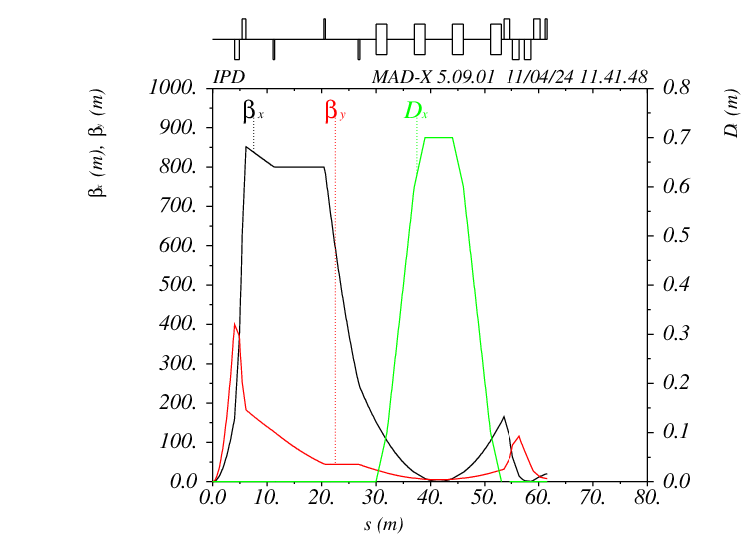 IPD MAD-X 5.09.01 11/04/24 11.41.48
βx (m), βy (m)
Dx (m)
βx βy Dx
1000. 0.8
900.
800. 0.7
700. 0.6
600. 0.5
500. 0.4
400. 0.3
300.
200. 0.2
100. 0.1
0.0 0.0
0.0 10. 20. 30. 40. 50. 60. 70. 80.
s (m)